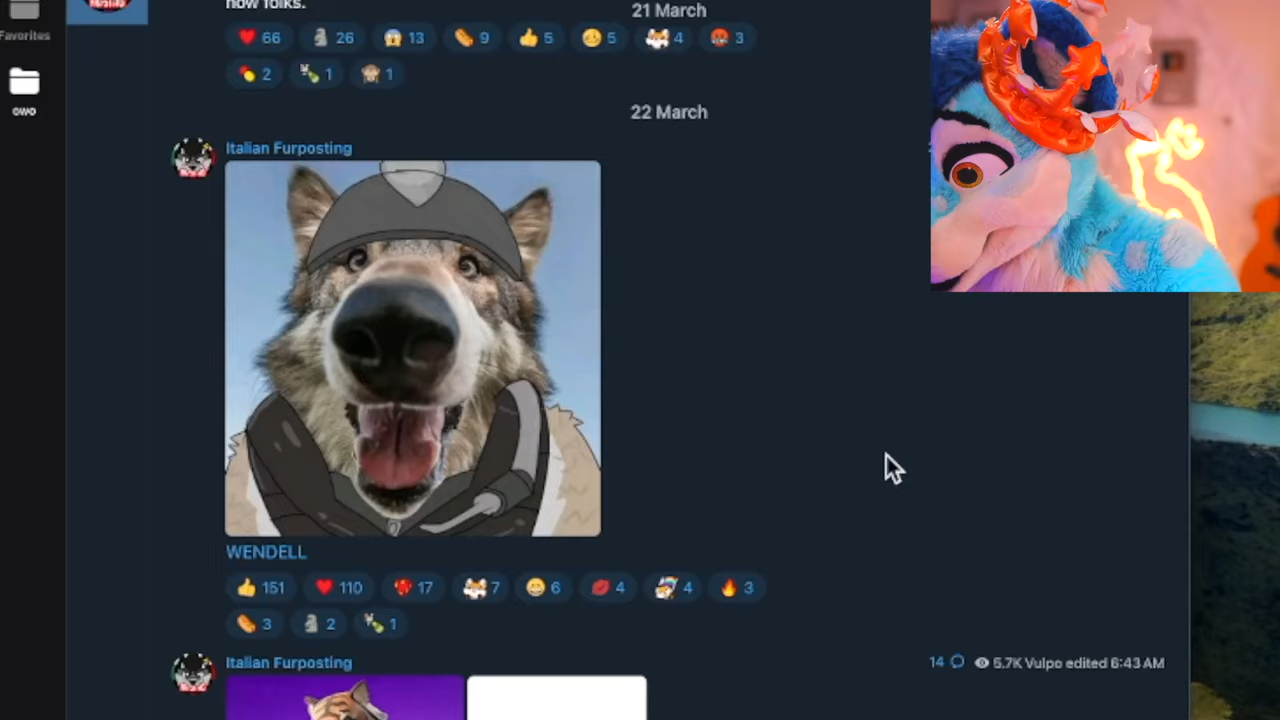 now folks.
21 March
66 26 13 9 5 5 4 3
2 1 1
Favorites
owo
22 March
Italian Furposting
WENDELL
151 110 17 7 6 4 4 3
3 2 1
Italian Furposting
14 5.7K Vulpo edited 6:43 AM